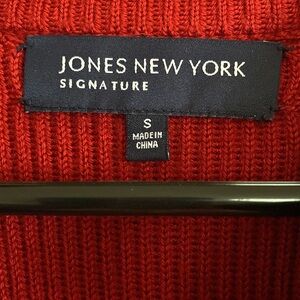 JONES NEW YORK
SIGNATURE
S
MADE IN
CHINA